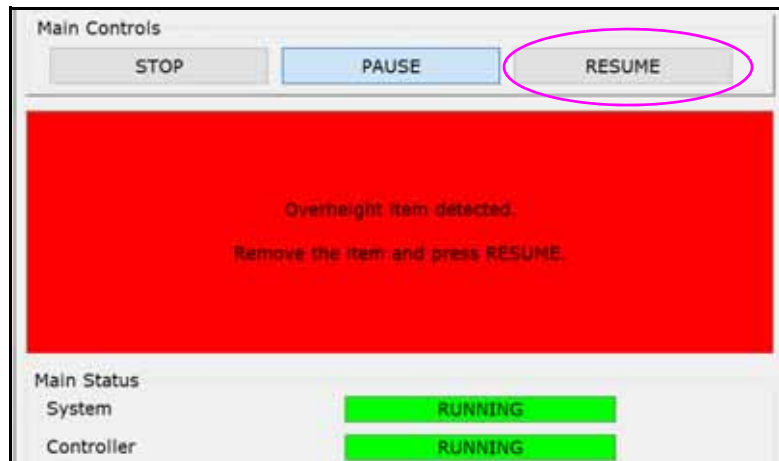 Main Controls
STOP PAUSE RESUME
Overheight item detected.
Remove the item and press RESUME.
Main Status
System RUNNING
Controller RUNNING